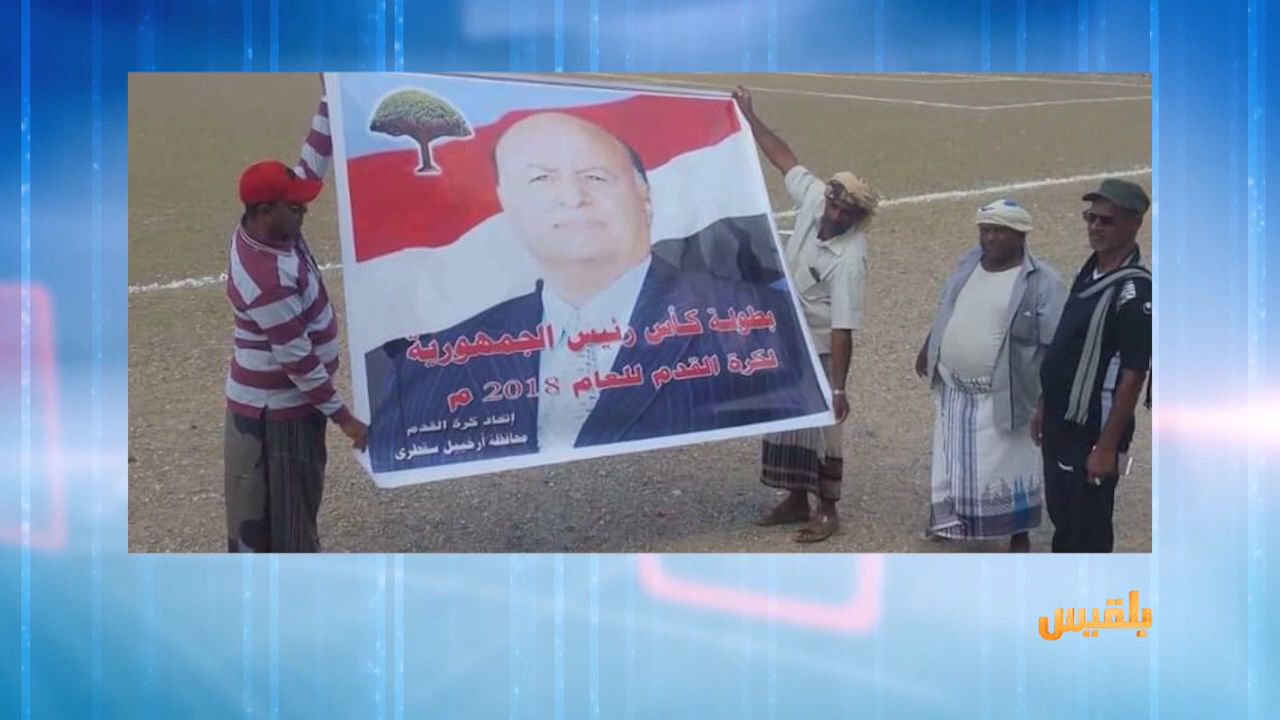 بطولة كأس رئيس الجمهورية
لكرة القدم للعام 2018 م
إتحاد كرة القدم
محافظة أرخبيل سقطرى
بلقيس